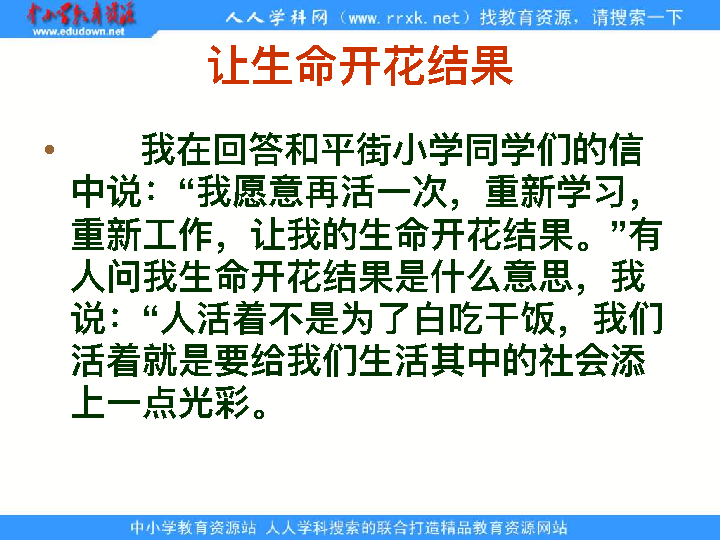 中小学教育资源
www.edudown.net
人人学科网（www.rrxk.net）找教育资源，请搜索一下
让生命开花结果
• 我在回答和平街小学同学们的信
中说：“我愿意再活一次，重新学习，
重新工作，让我的生命开花结果。”有
人问我生命开花结果是什么意思，我
说：“人活着不是为了白吃干饭，我们
活着就是要给我们生活其中的社会添
上一点光彩。
中小学教育资源站 人人学科搜索的联合打造精品教育资源网站